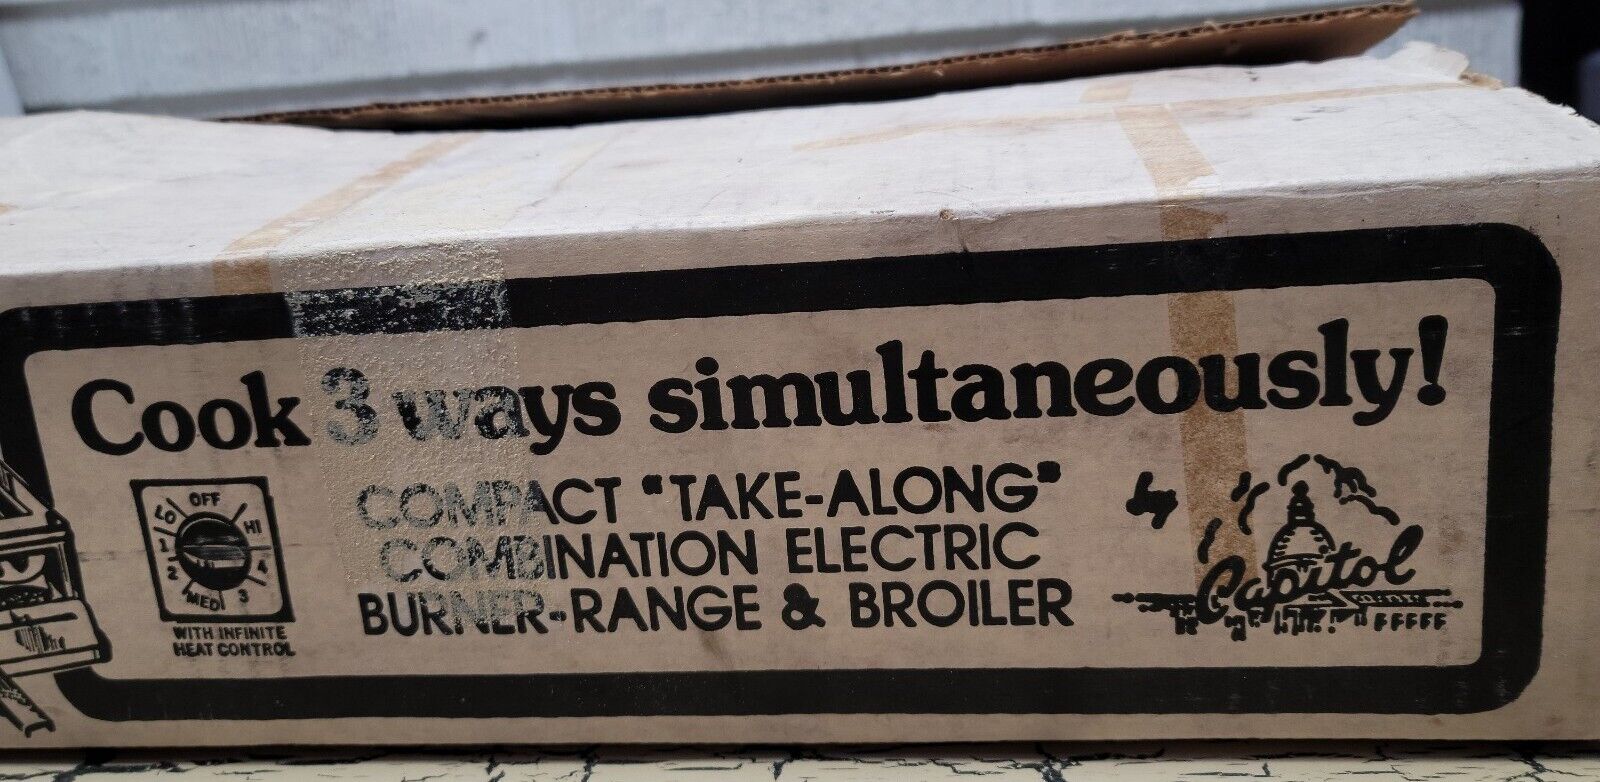 Cook 3 ways simultaneously!
OFF
LO
HI
1
2
MED
3
4
WITH INFINITE
HEAT CONTROL
COMPACT "TAKE-ALONG"
COMBINATION ELECTRIC
BURNER-RANGE & BROILER
by
Capitol